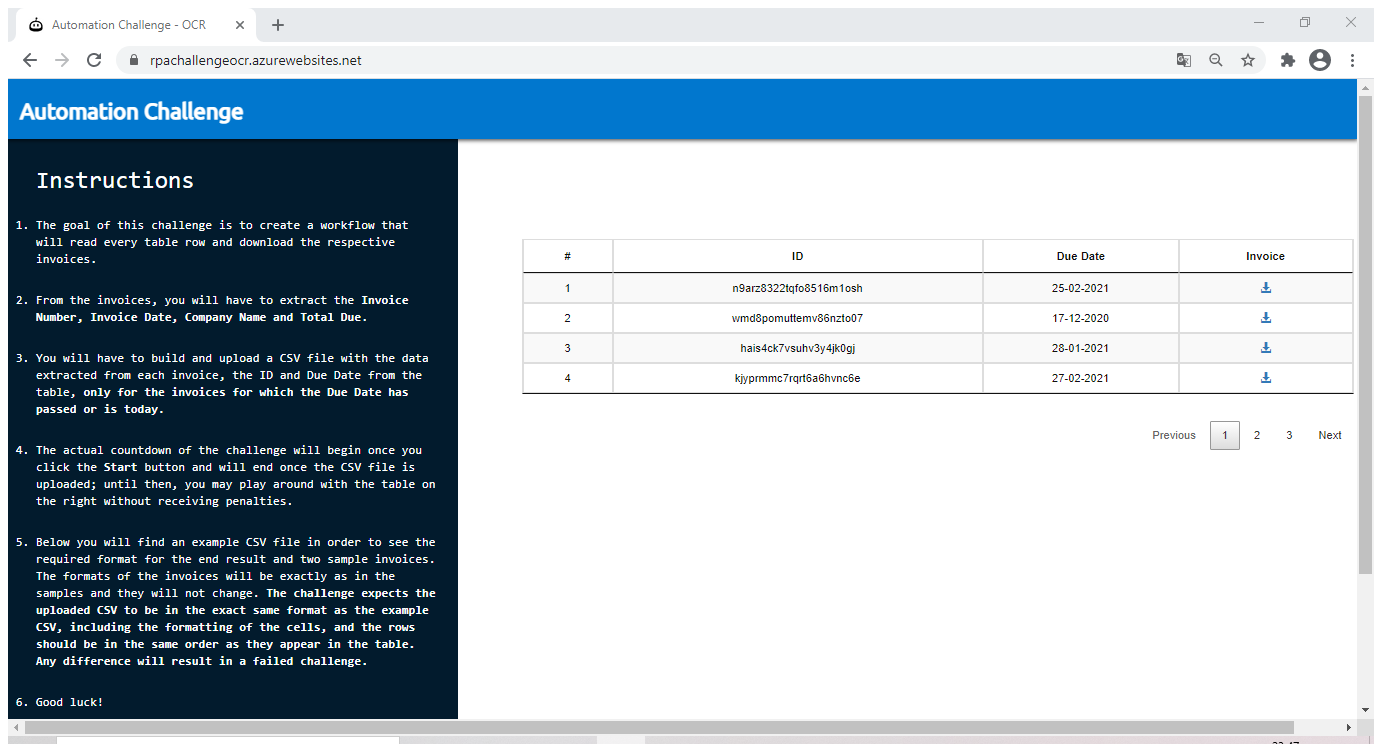 Automation Challenge - OCR
rpachallengeocr.azurewebsites.net
Automation Challenge
Instructions
1. The goal of this challenge is to create a workflow that
will read every table row and download the respective
invoices.
2. From the invoices, you will have to extract the Invoice
Number, Invoice Date, Company Name and Total Due.
3. You will have to build and upload a CSV file with the data
extracted from each invoice, the ID and Due Date from the
table, only for the invoices for which the Due Date has
passed or is today.
4. The actual countdown of the challenge will begin once you
click the Start button and will end once the CSV file is
uploaded; until then, you may play around with the table on
the right without receiving penalties.
5. Below you will find an example CSV file in order to see the
required format for the end result and two sample invoices.
The formats of the invoices will be exactly as in the
samples and they will not change. The challenge expects the
uploaded CSV to be in the exact same format as the example
CSV, including the formatting of the cells, and the rows
should be in the same order as they appear in the table.
Any difference will result in a failed challenge.
6. Good luck!
# ID Due Date Invoice
1 n9arz8322tqfo8516m1osh 25-02-2021
2 wmd8pomuttemv86nzto07 17-12-2020
3 hais4ck7vsuhv3y4jk0gj 28-01-2021
4 kjyprmmc7rqrt6a6hvnc6e 27-02-2021
Previous 1 2 3 Next